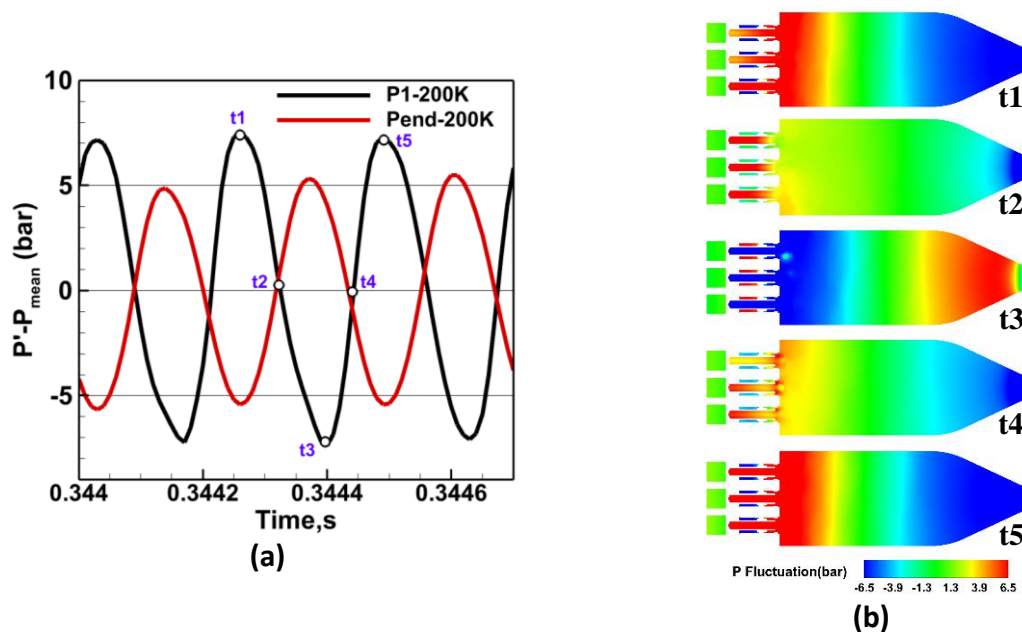 10
5
0
-5
P'-Pmean (bar)
P1-200K
Pend-200K
t1
t5
t2
t4
t3
0.344
0.3442
0.3444
0.3446
Time,s
(a)
t1
t2
t3
t4
t5
P Fluctuation(bar)
-6.5 -3.9 -1.3 1.3 3.9 6.5
(b)